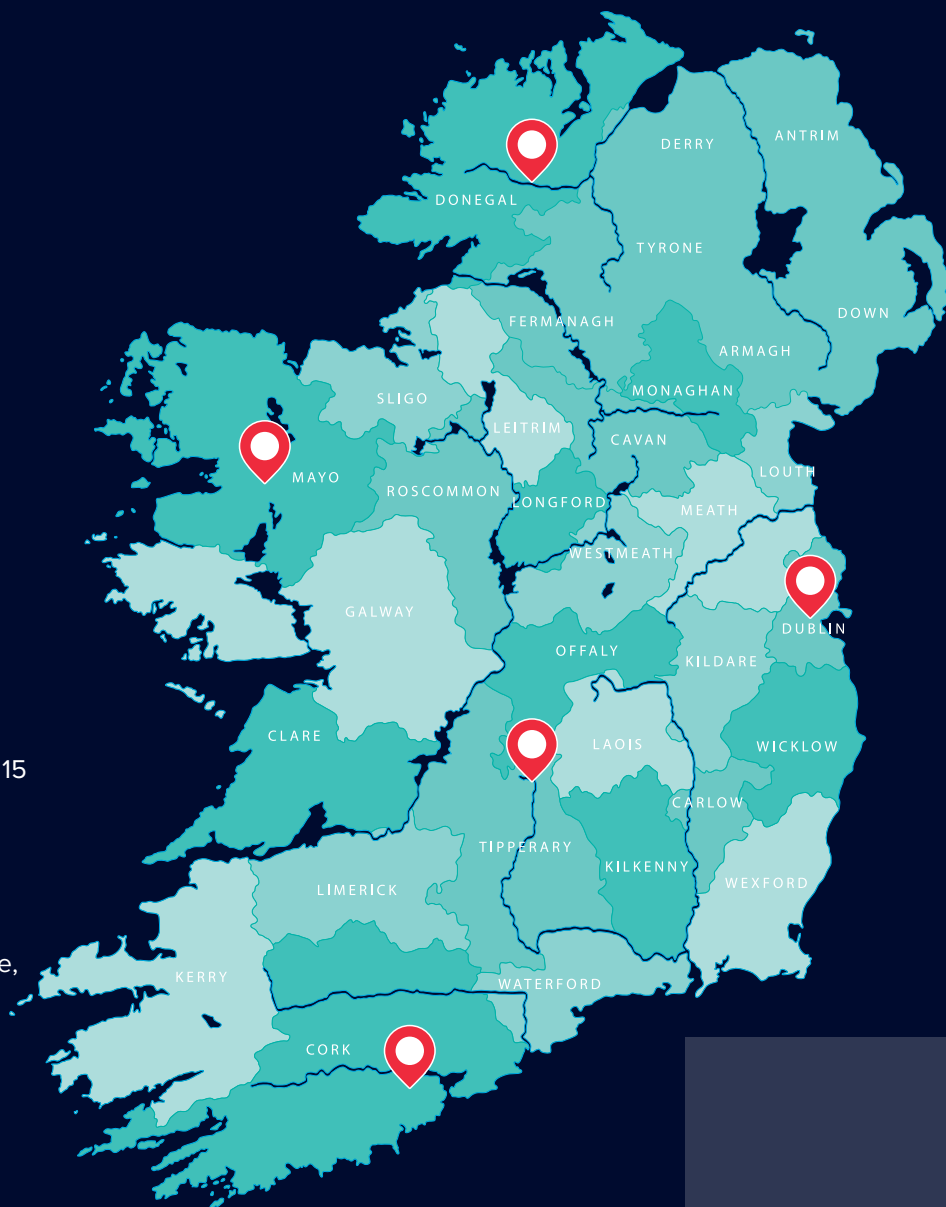 DERRY
ANTRIM
DONEGAL
TYRONE
DOWN
FERMANAGH
ARMAGH
MONAGHAN
SLIGO
LEITRIM
CAVAN
LOUTH
MAYO
ROSCOMMON
LONGFORD
MEATH
WESTMEATH
GALWAY
DUBLIN
OFFALY
KILDARE
CLARE
LAOIS
WICKLOW
15
CARLOW
TIPPERARY
KILKENNY
LIMERICK
WEXFORD
e,
KERRY
WATERFORD
CORK